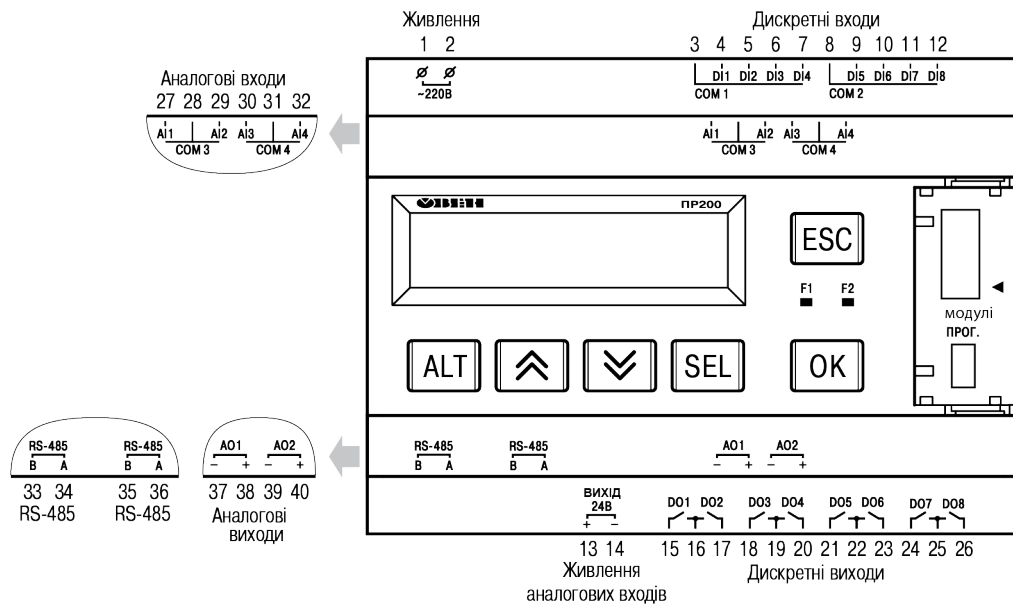 Живлення
Дискретні входи
1 2
3 4 5 6 7 8 9 10 11 12
~220В
DI1 DI2 DI3 DI4 DI5 DI6 DI7 DI8
COM 1 COM 2
Аналогові входи
27 28 29 30 31 32
AI1 AI2 AI3 AI4
COM 3 COM 4
AI1 AI2 AI3 AI4
COM 3 COM 4
ОВЕН ПР200
ESC
F1 F2
модулі
ПРОГ.
ALT SEL OK
RS-485 RS-485
B A B A
33 34 35 36
RS-485 RS-485
AO1 AO2
– + – +
37 38 39 40
Аналогові
виходи
RS-485 RS-485
B A B A
AO1 AO2
– + – +
ВИХІД
24В
+ –
DO1 DO2 DO3 DO4 DO5 DO6 DO7 DO8
13 14 15 16 17 18 19 20 21 22 23 24 25 26
Живлення
аналогових входів
Дискретні виходи